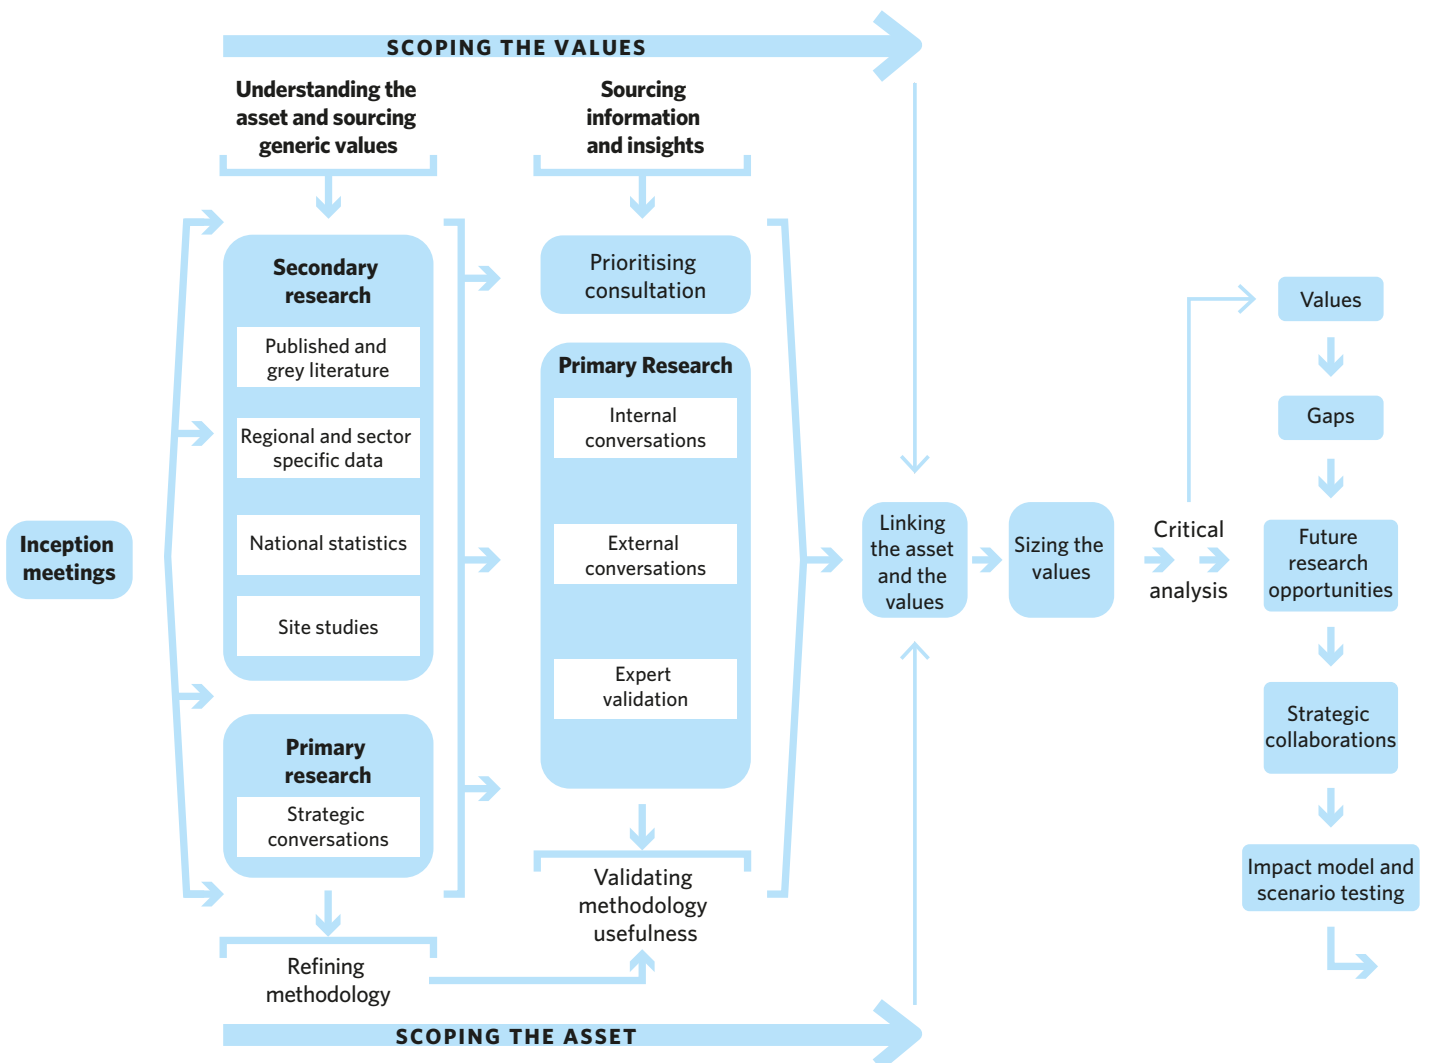 SCOPING THE VALUES
Understanding the
asset and sourcing
generic values
Sourcing
information
and insights
Inception
meetings
Secondary
research
Published and
grey literature
Regional and sector
specific data
National statistics
Site studies
Primary
research
Strategic
conversations
Refining
methodology
Prioritising
consultation
Primary Research
Internal
conversations
External
conversations
Expert
validation
Validating
methodology
usefulness
Linking
the asset
and the
values
Sizing the
values
Critical
analysis
Values
Gaps
Future
research
opportunities
Strategic
collaborations
Impact model and
scenario testing
SCOPING THE ASSET